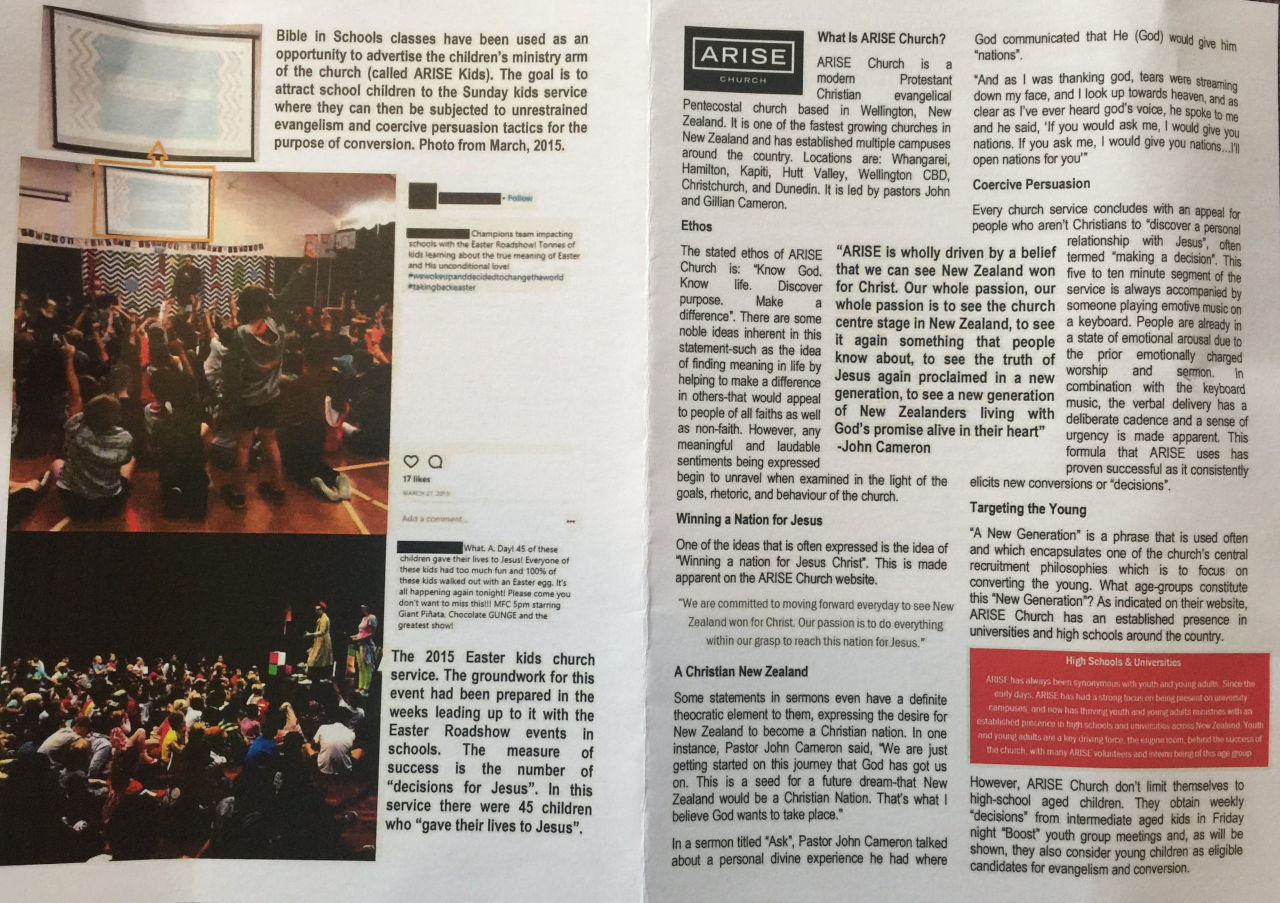 Bible in Schools classes have been used as an
opportunity to advertise the children's ministry arm
of the church (called ARISE Kids). The goal is to
attract school children to the Sunday kids service
where they can then be subjected to unrestrained
evangelism and coercive persuasion tactics for the
purpose of conversion. Photo from March, 2015.
• Follow
Champions team impacting
schools with the Easter Roadshow! Tonnes of
kids learning about the true meaning of Easter
and His unconditional love!
#wewokeupanddecidedtochangetheworld
#takingbackeaster
17 likes
MARCH 27, 2015
Add a comment...
What. A. Day! 45 of these
children gave their lives to Jesus! Everyone of
these kids had too much fun and 100% of
these kids walked out with an Easter egg. It's
all happening again tonight! Please come you
don't want to miss this!!! MFC 5pm starring
Giant Piñata, Chocolate GUNGE and the
greatest show!
The 2015 Easter kids church
service. The groundwork for this
event had been prepared in the
weeks leading up to it with the
Easter Roadshow events in
schools. The measure of
success is the number of
"decisions for Jesus". In this
service there were 45 children
who "gave their lives to Jesus".
ARISE
CHURCH
What Is ARISE Church?
ARISE Church is a
modern Protestant
Christian evangelical
Pentecostal church based in Wellington, New
Zealand. It is one of the fastest growing churches in
New Zealand and has established multiple campuses
around the country. Locations are: Whangarei,
Hamilton, Kapiti, Hutt Valley, Wellington CBD,
Christchurch, and Dunedin. It is led by pastors John
and Gillian Cameron.
Ethos
The stated ethos of ARISE
Church is: "Know God.
Know life. Discover
purpose. Make a
difference". There are some
noble ideas inherent in this
statement-such as the idea
of finding meaning in life by
helping to make a difference
in others-that would appeal
to people of all faiths as well
as non-faith. However, any
meaningful and laudable
sentiments being expressed
begin to unravel when examined in the light of the
goals, rhetoric, and behaviour of the church.
"ARISE is wholly driven by a belief
that we can see New Zealand won
for Christ. Our whole passion, our
whole passion is to see the church
centre stage in New Zealand, to see
it again something that people
know about, to see the truth of
Jesus again proclaimed in a new
generation, to see a new generation
of New Zealanders living with
God's promise alive in their heart"
-John Cameron
Winning a Nation for Jesus
One of the ideas that is often expressed is the idea of
"Winning a nation for Jesus Christ". This is made
apparent on the ARISE Church website.
"We are committed to moving forward everyday to see New
Zealand won for Christ. Our passion is to do everything
within our grasp to reach this nation for Jesus."
A Christian New Zealand
Some statements in sermons even have a definite
theocratic element to them, expressing the desire for
New Zealand to become a Christian nation. In one
instance, Pastor John Cameron said, "We are just
getting started on this journey that God has got us
on. This is a seed for a future dream-that New
Zealand would be a Christian Nation. That's what I
believe God wants to take place."
In a sermon titled "Ask", Pastor John Cameron talked
about a personal divine experience he had where
God communicated that He (God) would give him
"nations".
"And as I was thanking god, tears were streaming
down my face, and I look up towards heaven, and as
clear as I've ever heard god's voice, he spoke to me
and he said, 'If you would ask me, I would give you
nations. If you ask me, I would give you nations...I'll
open nations for you'"
Coercive Persuasion
Every church service concludes with an appeal for
people who aren't Christians to "discover a personal
relationship with Jesus", often
termed "making a decision". This
five to ten minute segment of the
service is always accompanied by
someone playing emotive music on
a keyboard. People are already in
a state of emotional arousal due to
the prior emotionally charged
worship and sermon. In
combination with the keyboard
music, the verbal delivery has a
deliberate cadence and a sense of
urgency is made apparent. This
formula that ARISE uses has
proven successful as it consistently
elicits new conversions or "decisions".
Targeting the Young
"A New Generation" is a phrase that is used often
and which encapsulates one of the church's central
recruitment philosophies which is to focus on
converting the young. What age-groups constitute
this "New Generation"? As indicated on their website,
ARISE Church has an established presence in
universities and high schools around the country.
High Schools & Universities
ARISE has always been synonymous with youth and young adults. Since the
early days, ARISE has had a strong focus on being present on university
campuses, and now has thriving youth and young adults ministries with an
established presence in high schools and universities across New Zealand. Youth
and young adults are a key driving force, the engine room, behind the success of
the church, with many ARISE volunteers and interns being of this age group
However, ARISE Church don't limit themselves to
high-school aged children. They obtain weekly
"decisions" from intermediate aged kids in Friday
night "Boost" youth group meetings and, as will be
shown, they also consider young children as eligible
candidates for evangelism and conversion.